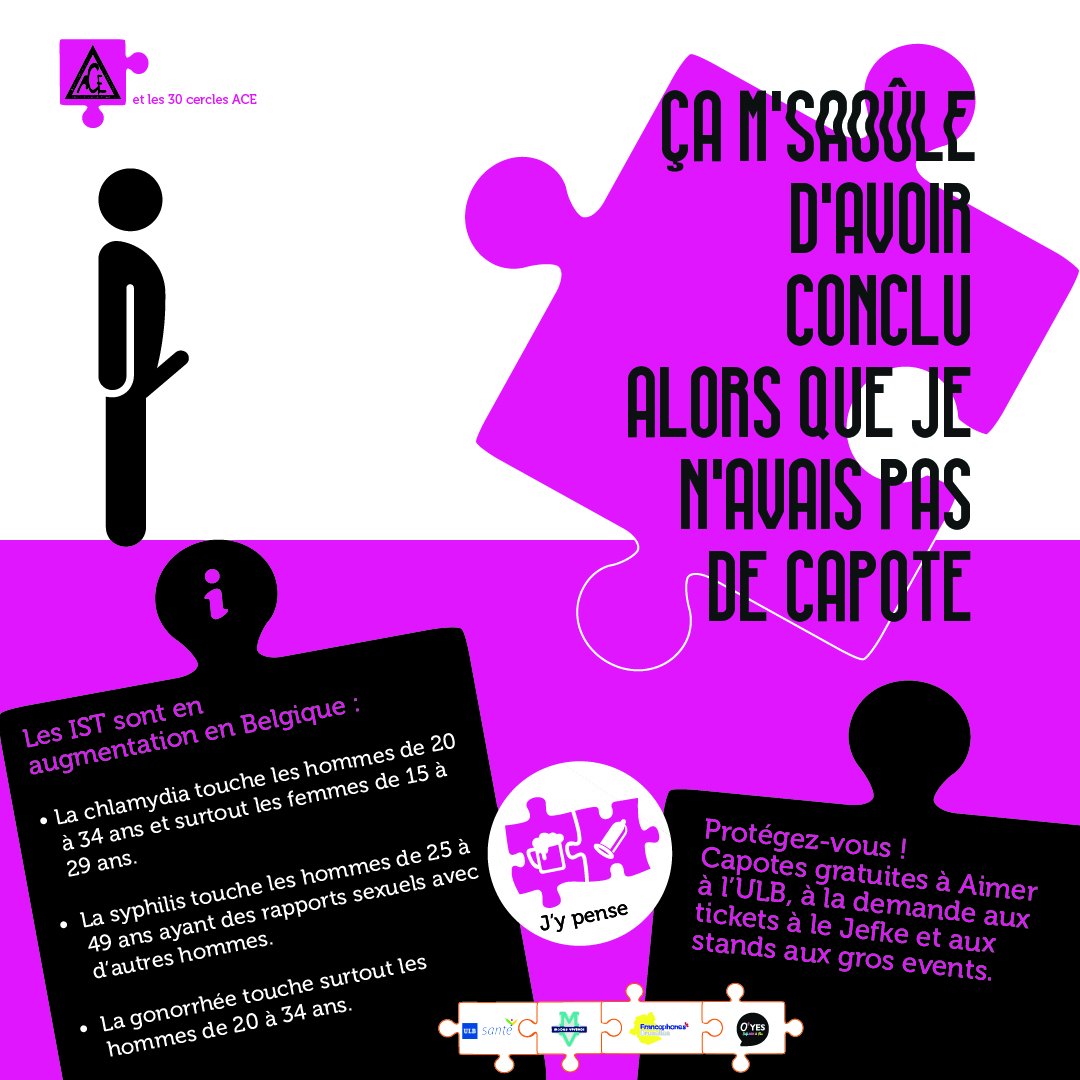 ACE
et les 30 cercles ACE
ÇA M'SAOÛLE
D'AVOIR
CONCLU
ALORS QUE JE
N'AVAIS PAS
DE CAPOTE
i
Les IST sont en
augmentation en Belgique :
• La chlamydia touche les hommes de 20
à 34 ans et surtout les femmes de 15 à
29 ans.
• La syphilis touche les hommes de 25 à
49 ans ayant des rapports sexuels avec
d'autres hommes.
• La gonorrhée touche surtout les
hommes de 20 à 34 ans.
J'y pense
Protégez-vous !
Capotes gratuites à Aimer
à l'ULB, à la demande aux
tickets à le Jefke et aux
stands aux gros events.
ULB santé
M
MODUS VIVENDI
V
Francophones
Bruxelles
O'YES